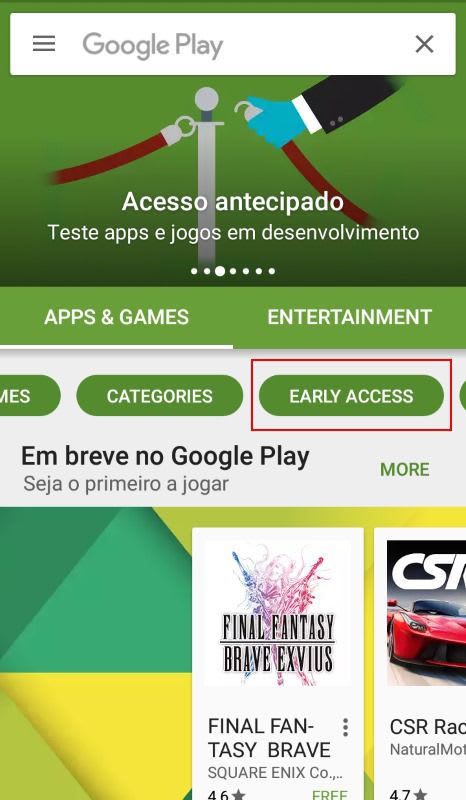 Google Play
Acesso antecipado
Teste apps e jogos em desenvolvimento
APPS & GAMES
ENTERTAINMENT
CATEGORIES
EARLY ACCESS
Em breve no Google Play
MORE
Seja o primeiro a jogar
FINAL FANTASY
BRAVE EXVIUS
CSR
FINAL FAN-
TASY BRAVE
SQUARE ENIX Co.,..
4.6★
FREE
CSR Rac
NaturalMot
4.7★